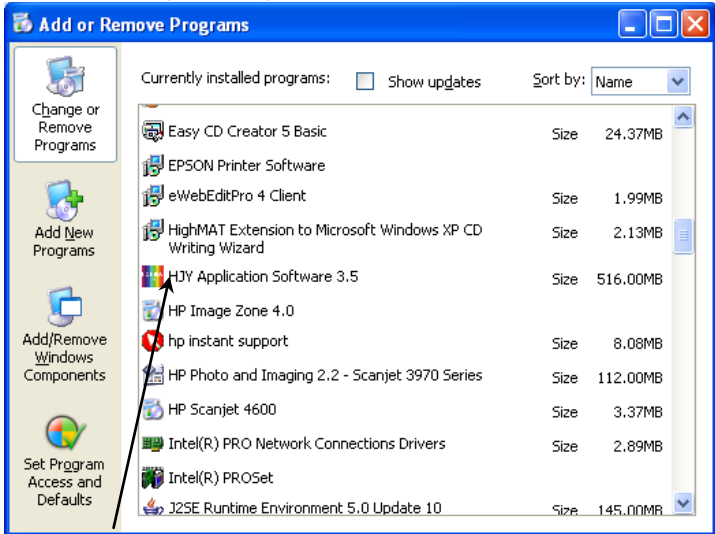 Add or Remove Programs
Change or
Remove
Programs
Add New
Programs
Add/Remove
Windows
Components
Set Program
Access and
Defaults
Currently installed programs: Show updates Sort by: Name
Easy CD Creator 5 Basic Size 24.37MB
EPSON Printer Software
eWebEditPro 4 Client Size 1.99MB
HighMAT Extension to Microsoft Windows XP CD Size 2.13MB
Writing Wizard
HJY Application Software 3.5 Size 516.00MB
HP Image Zone 4.0
hp instant support Size 8.08MB
HP Photo and Imaging 2.2 - Scanjet 3970 Series Size 112.00MB
HP Scanjet 4600 Size 3.37MB
Intel(R) PRO Network Connections Drivers Size 2.89MB
Intel(R) PROSet
J2SE Runtime Environment 5.0 Update 10 Size 145.00MB